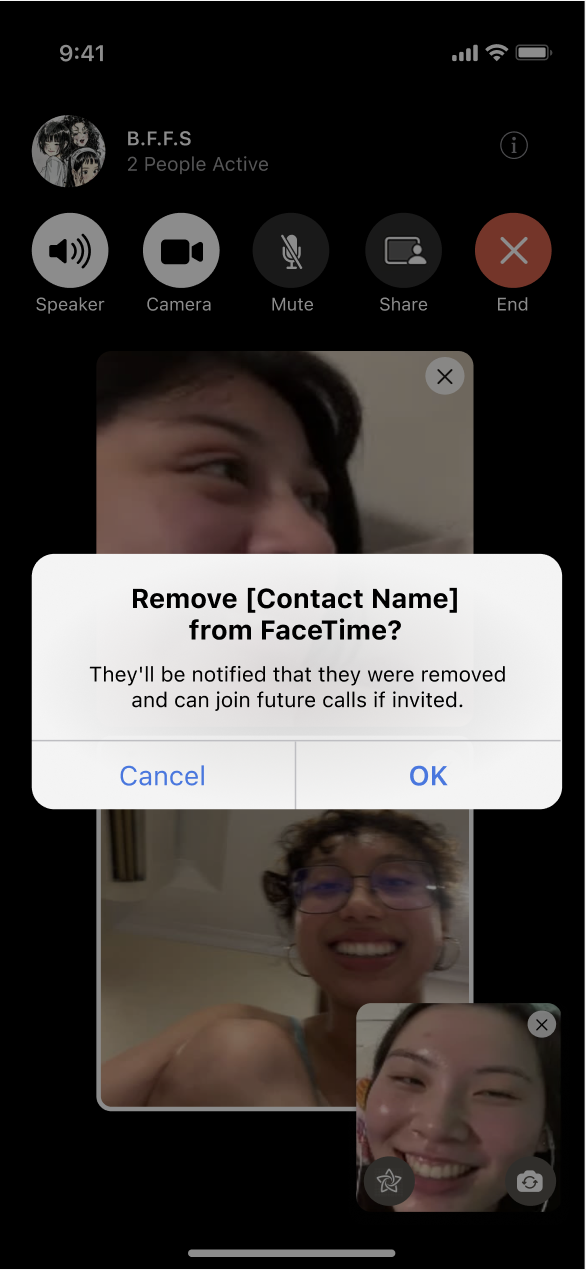 9:41
B.F.F.S
2 People Active
Speaker
Camera
Mute
Share
End
Remove [Contact Name]
from FaceTime?
They'll be notified that they were removed
and can join future calls if invited.
Cancel
OK